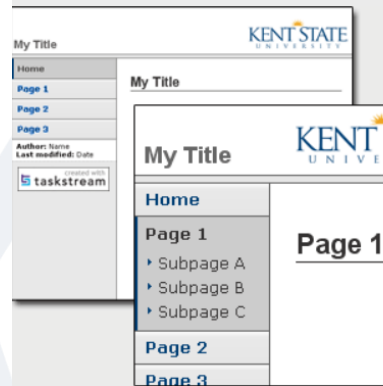 My Title
KENT STATE
UNIVERSITY
Home
My Title
Page 1
Page 2
Page 3
Author: Name
Last modified: Date
created with
taskstream
My Title
KENT
UNIVE
Home
Page 1
Page 1
Subpage A
Subpage B
Subpage C
Page 2
Page 3